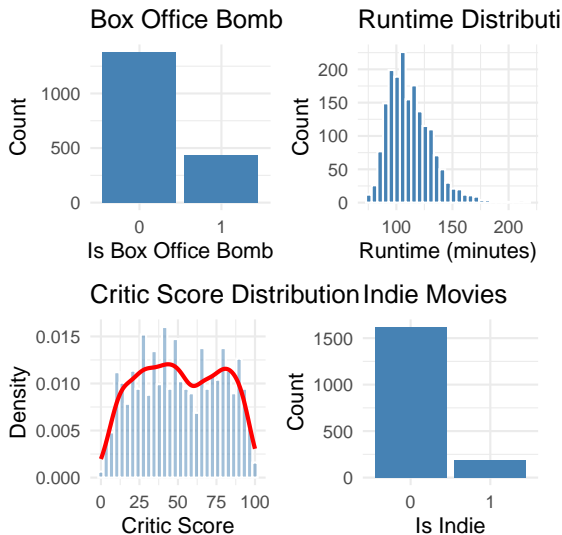 Box Office Bomb
Count
1000
500
0
0 1
Is Box Office Bomb
Runtime Distributi
Count
200
150
100
50
0
100 150 200
Runtime (minutes)
Critic Score Distribution
Density
0.015
0.010
0.005
0.000
0 25 50 75 100
Critic Score
Indie Movies
Count
1500
1000
500
0
0 1
Is Indie